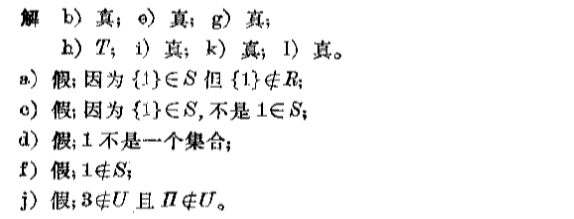 解 b) 真; e) 真; g) 真;
h) T; i) 真; k) 真; l) 真。
a) 假; 因为 {1}∈S 但 {1}∉R;
c) 假; 因为 {1}∈S, 不是 1∈S;
d) 假; 1 不是一个集合;
f) 假; 1∉S;
j) 假; 3∉U 且 Π∉U。